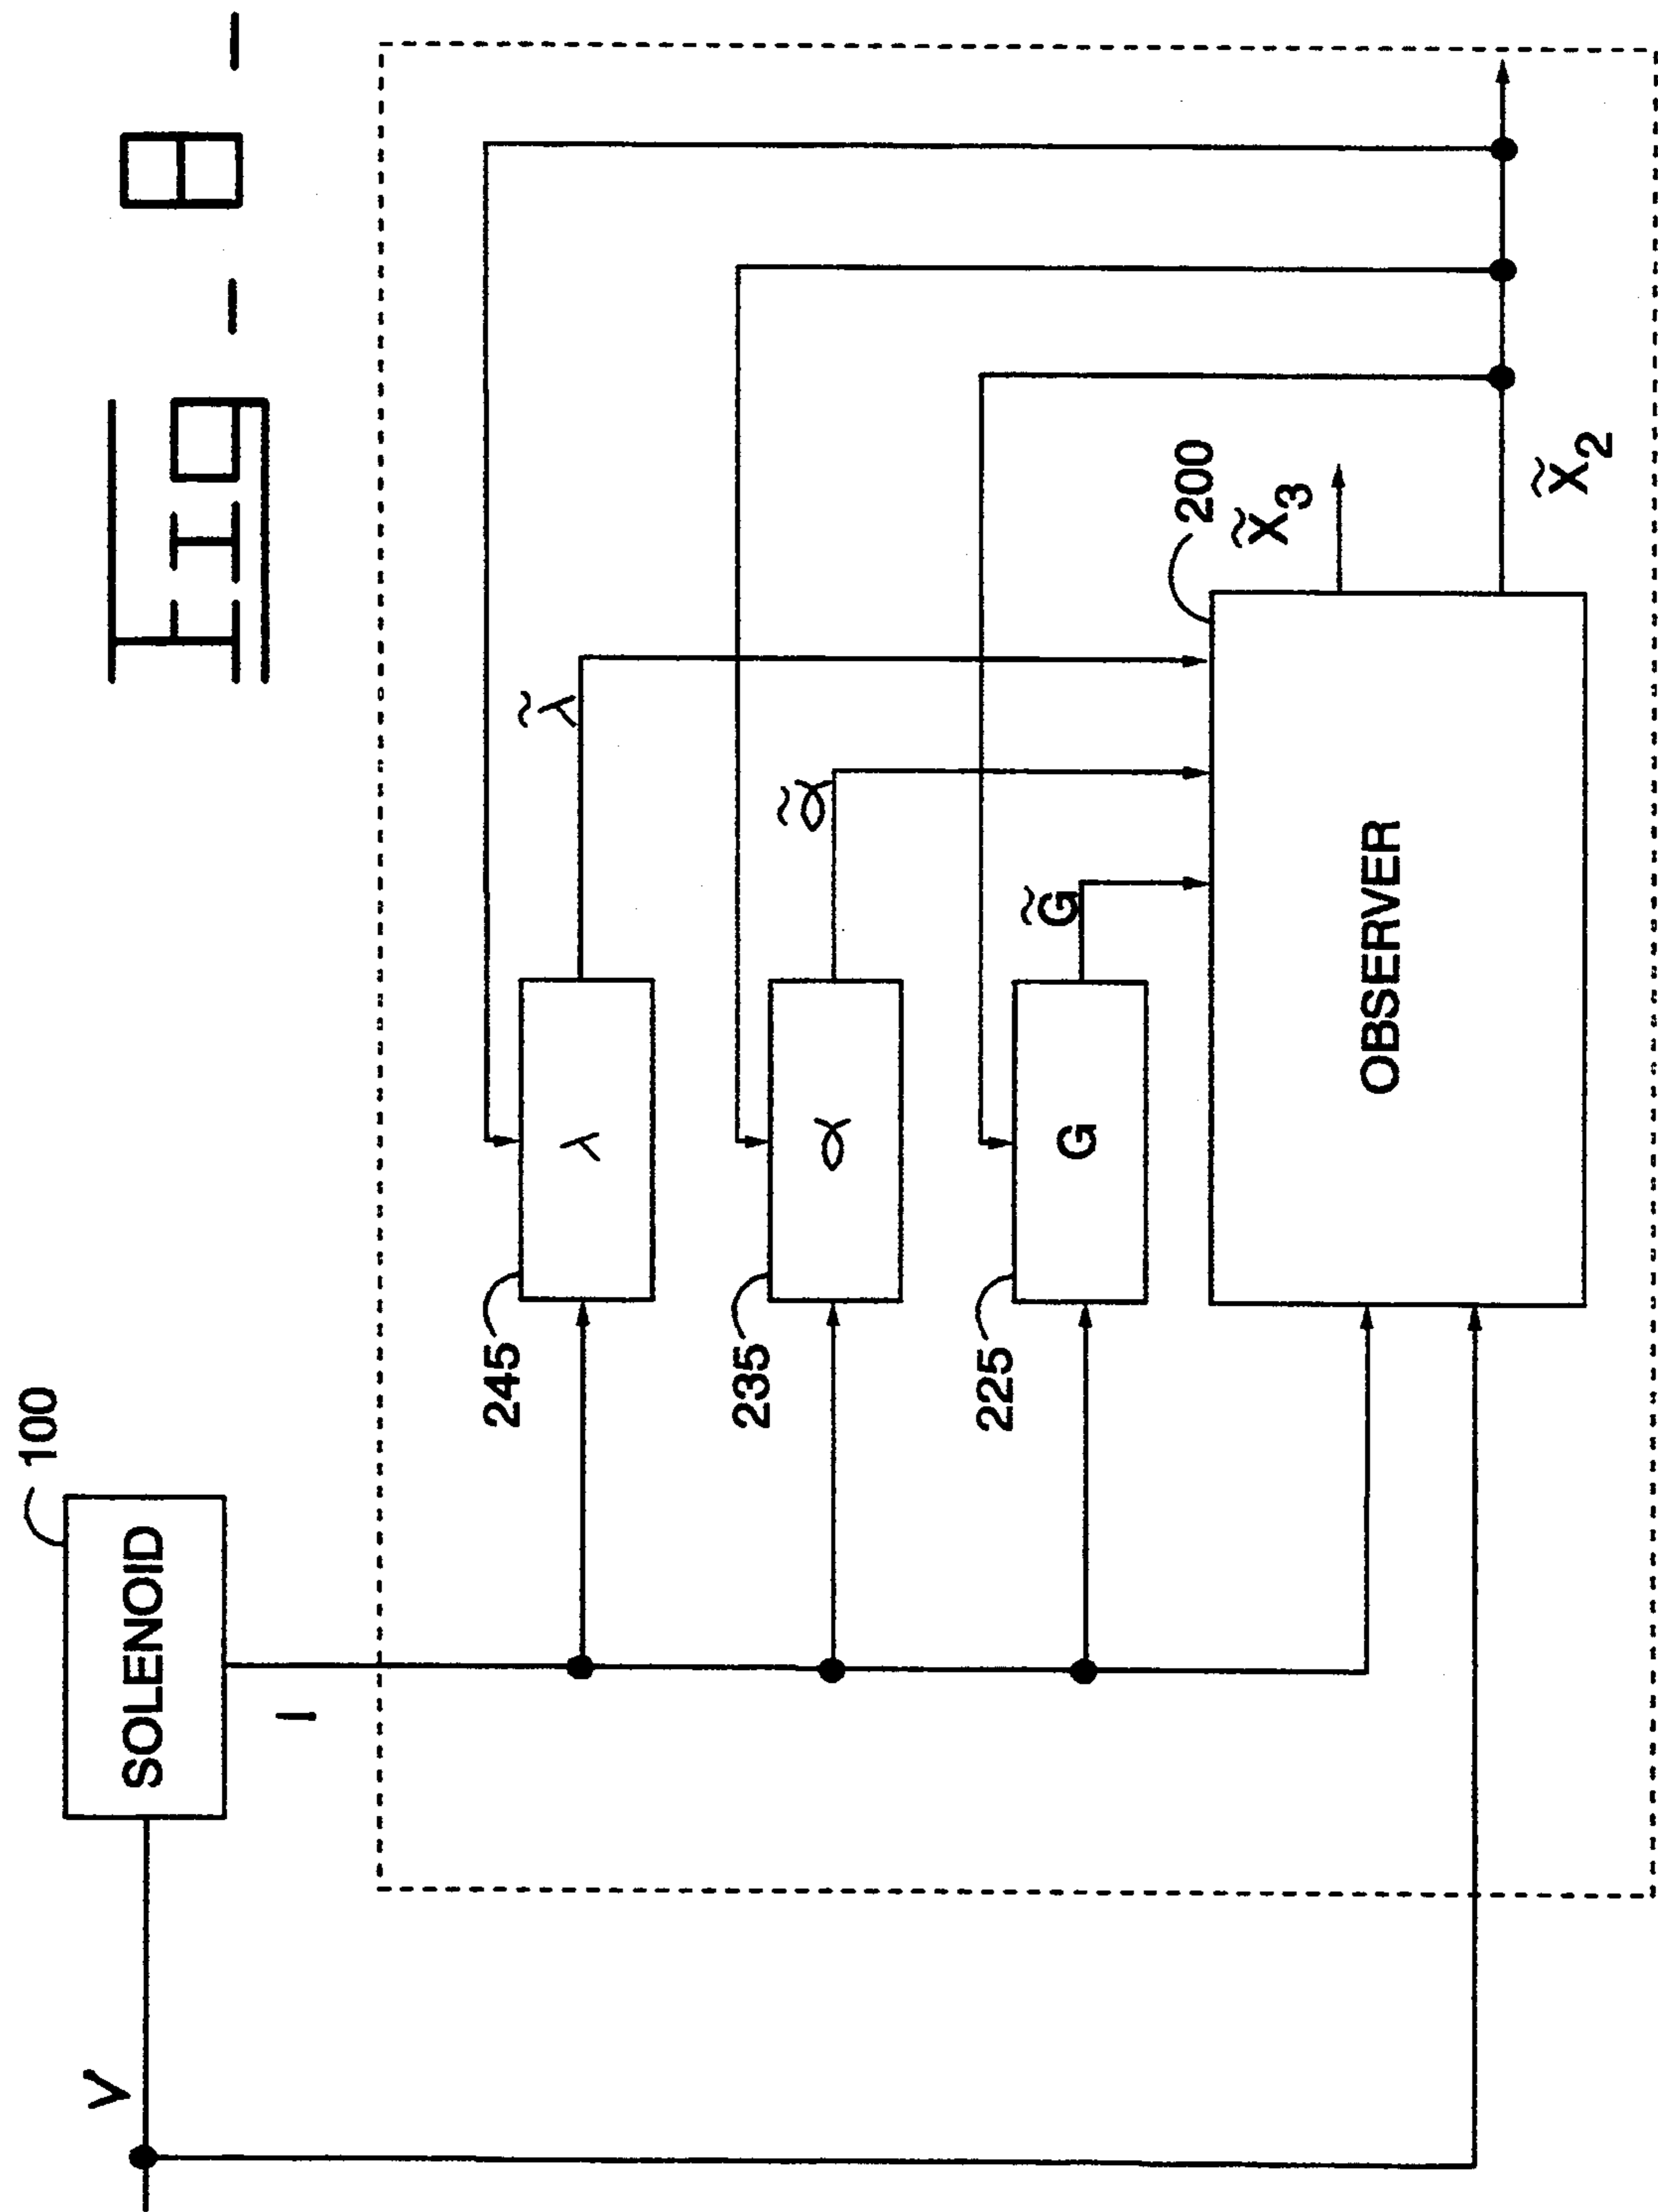 Fig-8-
100
SOLENOID
V
I
λ̃
245
λ
α̃
235
α
G̃
225
G
200
OBSERVER
X̃3
X̃2